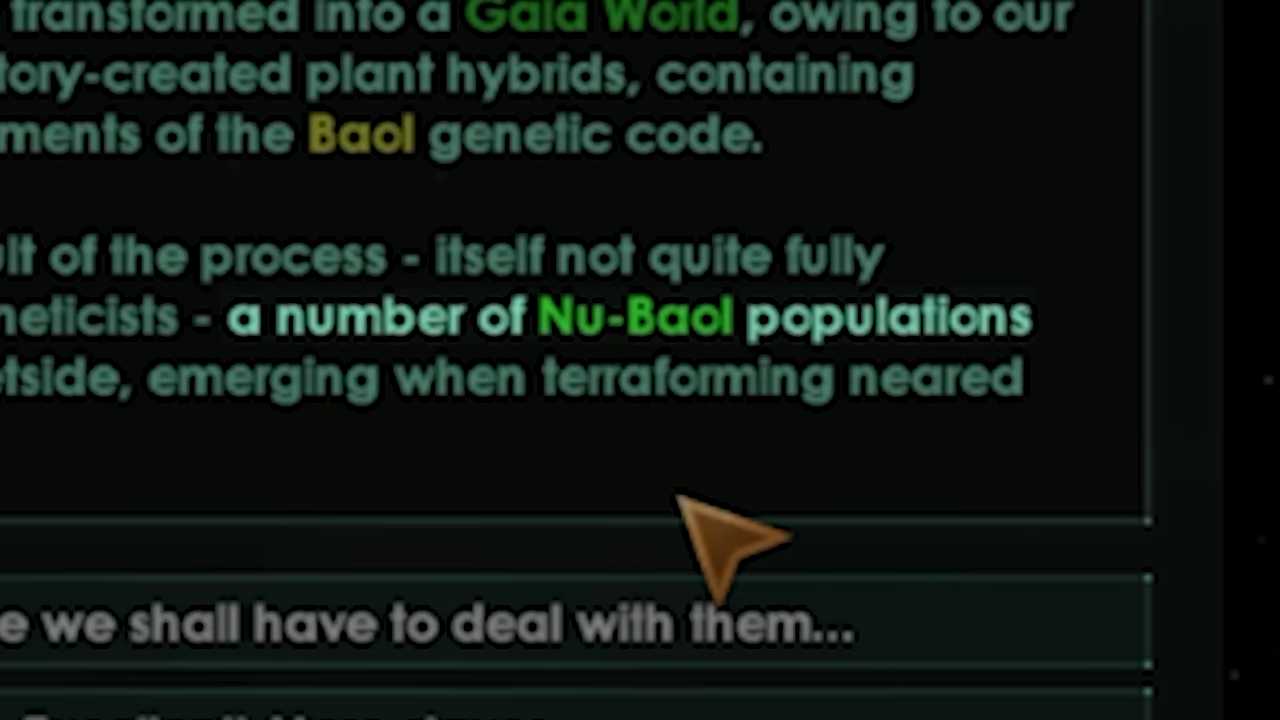 transformed into a Gaia World, owing to our
tory-created plant hybrids, containing
ments of the Baol genetic code.
ult of the process - itself not quite fully
neticists - a number of Nu-Baol populations
etside, emerging when terraforming neared
e we shall have to deal with them...